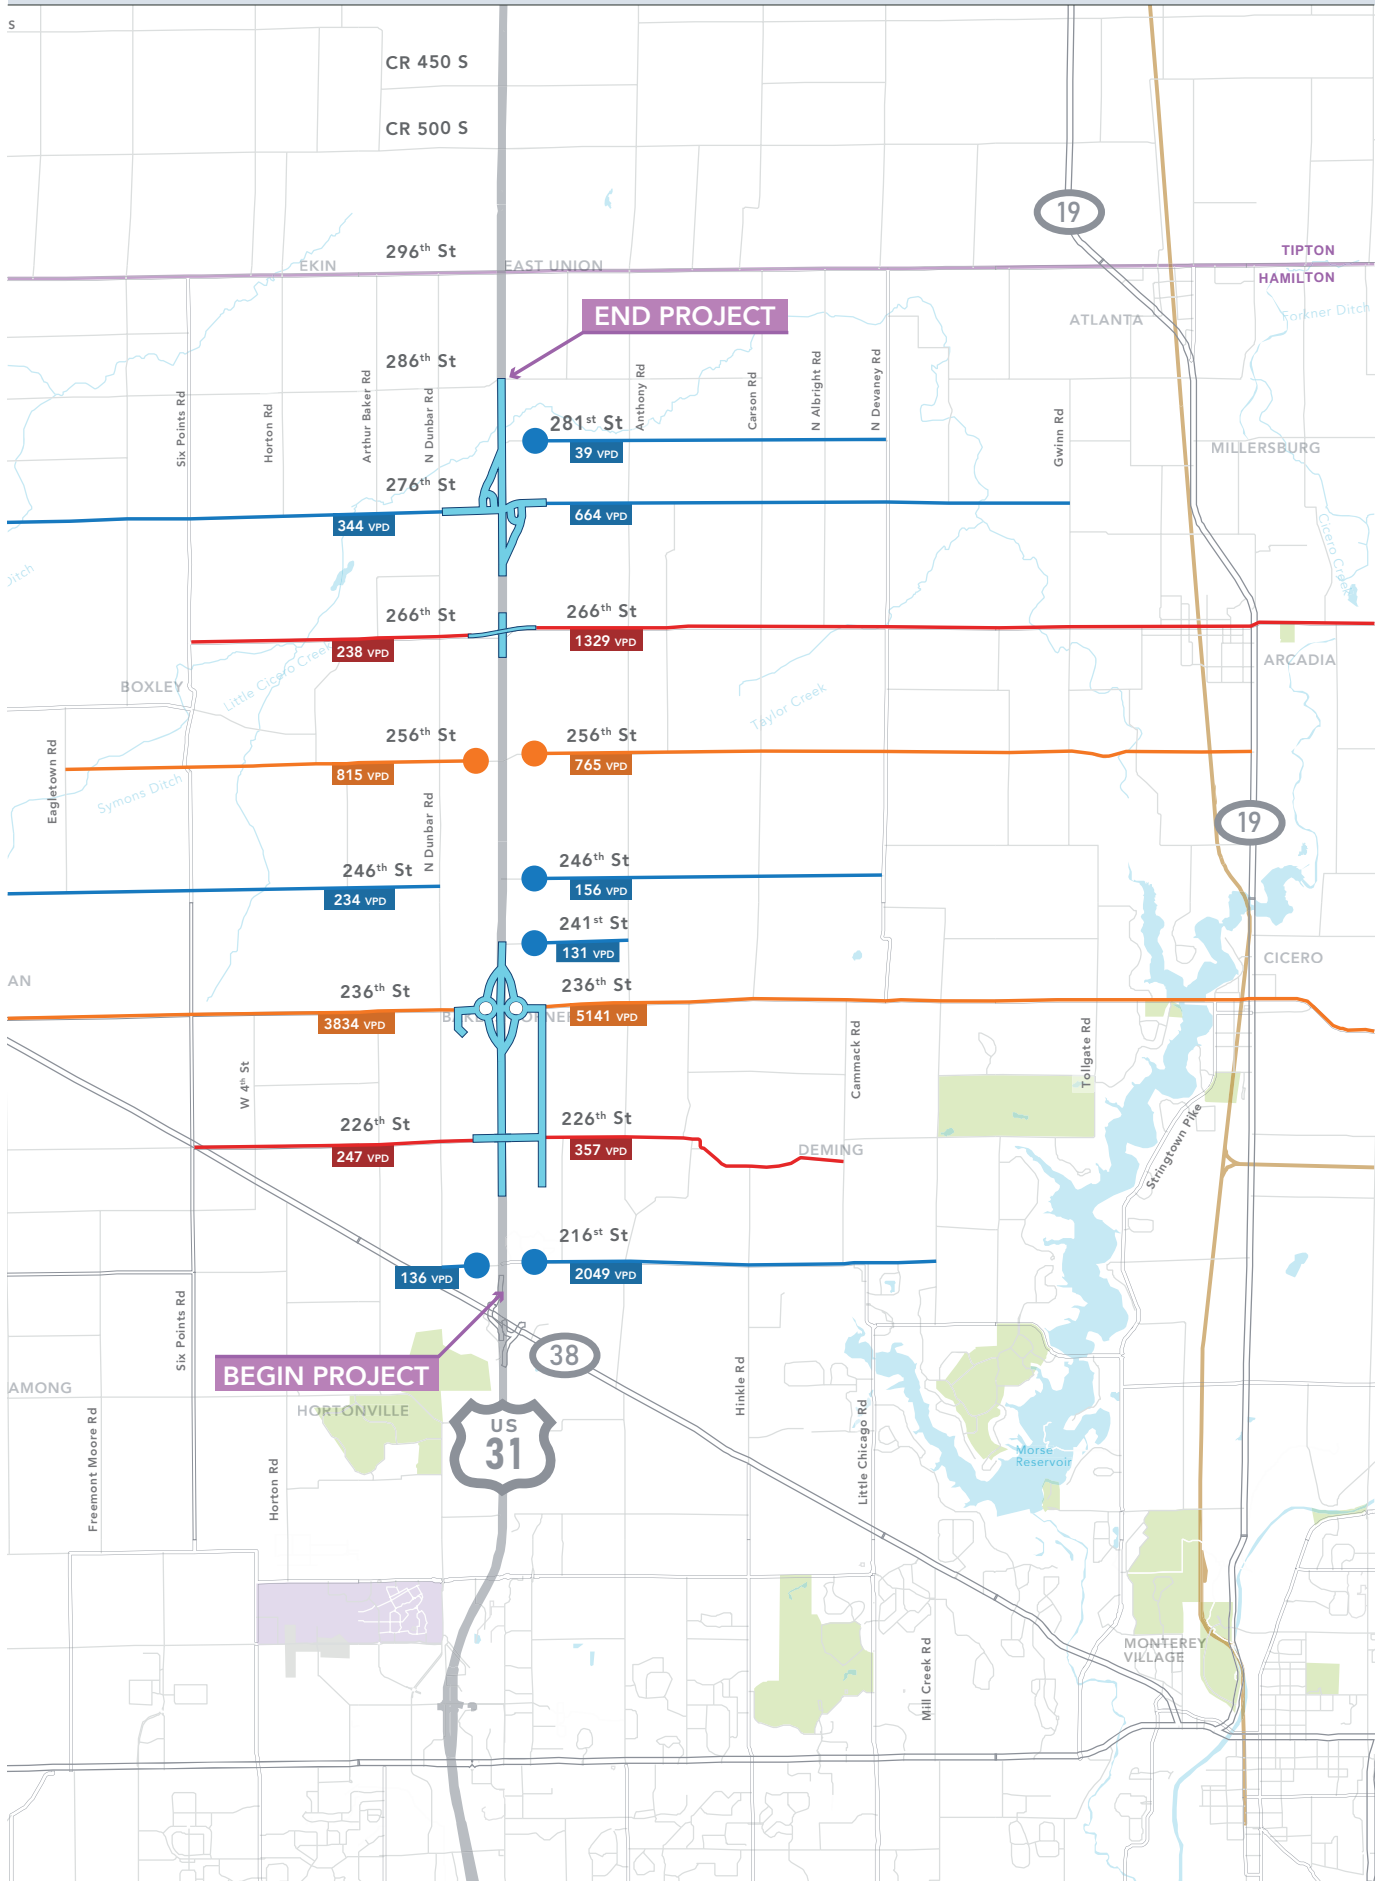 S
CR 450 S
CR 500 S
19
296th St
EKIN
EAST UNION
TIPTON
HAMILTON
END PROJECT
ATLANTA
Forkner Ditch
286th St
Six Points Rd
Horton Rd
Arthur Baker Rd
N Dunbar Rd
Anthony Rd
Carson Rd
N Albright Rd
N Devaney Rd
Gwinn Rd
281st St
39 VPD
MILLERSBURG
276th St
344 VPD
664 VPD
Cicero Creek
Ditch
266th St
238 VPD
266th St
1329 VPD
ARCADIA
BOXLEY
Little Cicero Creek
Taylor Creek
256th St
815 VPD
256th St
765 VPD
Eagletown Rd
Symons Ditch
N Dunbar Rd
19
246th St
234 VPD
246th St
156 VPD
241st St
131 VPD
CICERO
AN
236th St
3834 VPD
236th St
5141 VPD
W 4th St
Cammack Rd
Tollgate Rd
226th St
247 VPD
226th St
357 VPD
DEMING
Stringtown Pike
216st St
136 VPD
2049 VPD
Six Points Rd
BEGIN PROJECT
38
AMONG
HORTONVILLE
US
31
Hinkle Rd
Little Chicago Rd
Morse
Reservoir
Freemont Moore Rd
Horton Rd
Mill Creek Rd
MONTEREY
VILLAGE